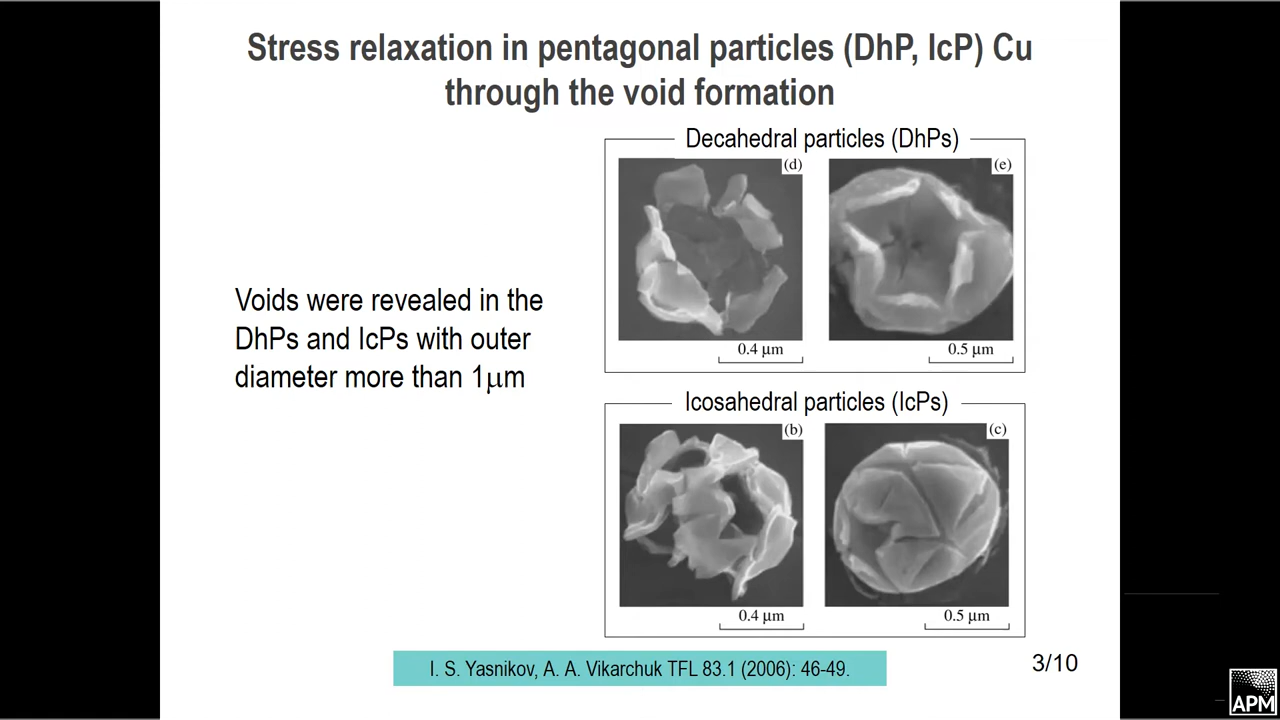 Stress relaxation in pentagonal particles (DhP, IcP) Cu
through the void formation
Voids were revealed in the
DhPs and IcPs with outer
diameter more than 1μm
Decahedral particles (DhPs)
(d)
(e)
0.4 μm
0.5 μm
Icosahedral particles (IcPs)
(b)
(c)
0.4 μm
0.5 μm
I. S. Yasnikov, A. A. Vikarchuk TFL 83.1 (2006): 46-49.
3/10
APM